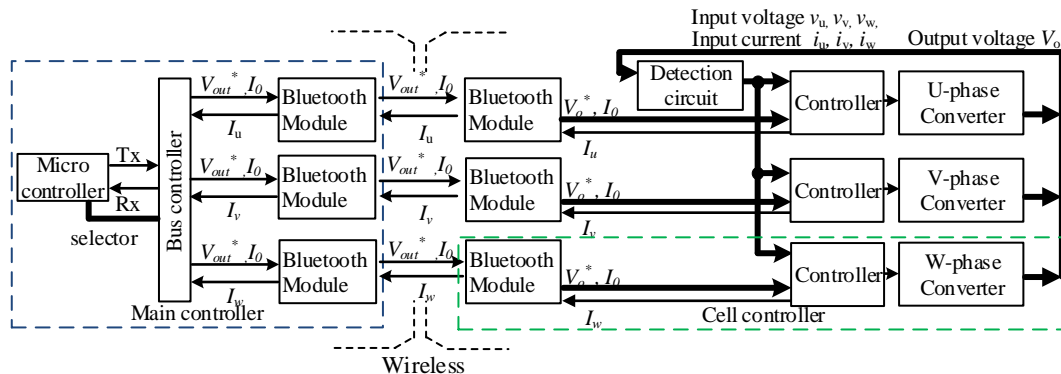 Input voltage vu, vv, vw,
Input current iu, iv, iw
Output voltage Vo
Detection
circuit
Vout*,I0
Bluetooth
Module
Iu
Vout*,I0
Iu
Bluetooth
Module
Vo*, I0
Iu
Controller
U-phase
Converter
Micro
controller
Tx
Rx
selector
Bus controller
Vout*,I0
Bluetooth
Module
Iv
Vout*,I0
Iv
Bluetooth
Module
Vo*, I0
Iv
Controller
V-phase
Converter
Vout*,I0
Bluetooth
Module
Iw
Vout*,I0
Iw
Bluetooth
Module
Vo*, I0
Iw
Controller
W-phase
Converter
Main controller
Cell controller
Wireless